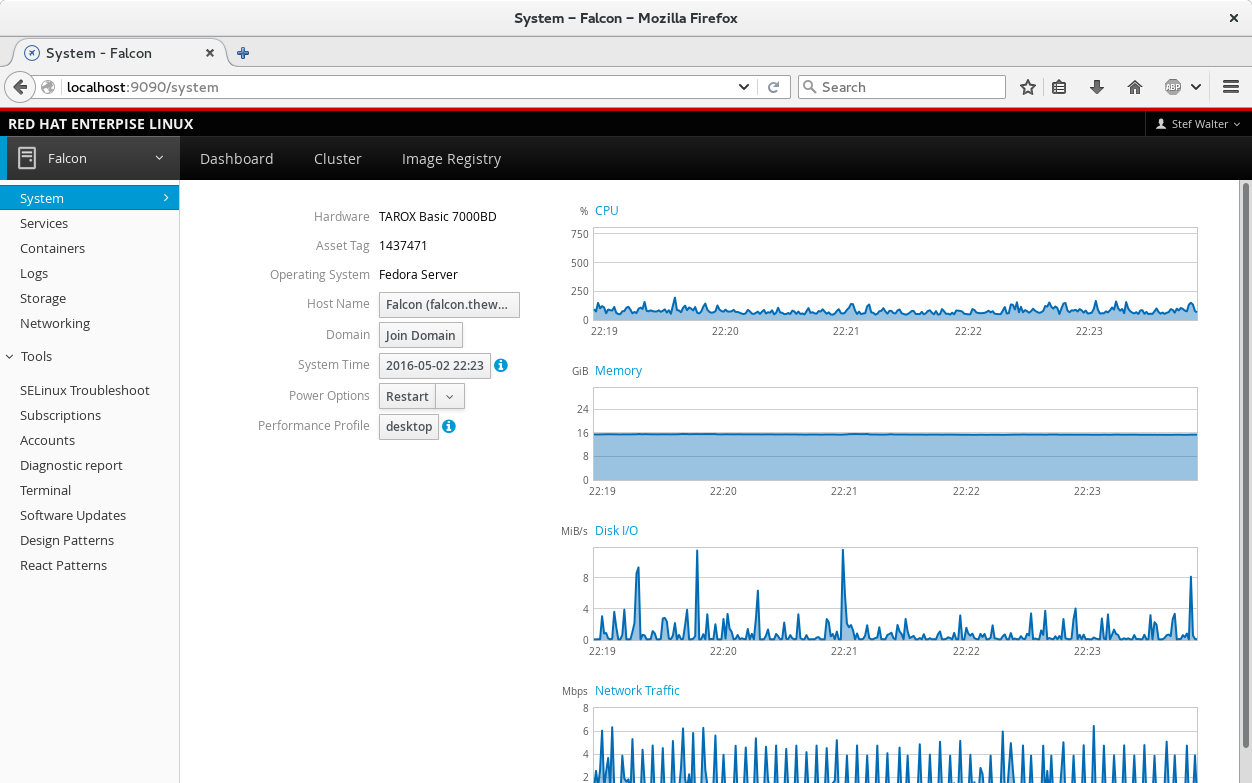 System – Falcon – Mozilla Firefox
System - Falcon
localhost:9090/system
Search
ABP
RED HAT ENTERPISE LINUX
Stef Walter
Falcon
Dashboard
Cluster
Image Registry
System
Services
Containers
Logs
Storage
Networking
Tools
SELinux Troubleshoot
Subscriptions
Accounts
Diagnostic report
Terminal
Software Updates
Design Patterns
React Patterns
Hardware TAROX Basic 7000BD
Asset Tag 1437471
Operating System Fedora Server
Host Name Falcon (falcon.thew...
Domain Join Domain
System Time 2016-05-02 22:23
Power Options Restart
Performance Profile desktop
% CPU
750
500
250
0
22:19 22:20 22:21 22:22 22:23
GiB Memory
24
16
8
0
22:19 22:20 22:21 22:22 22:23
MiB/s Disk I/O
8
4
0
22:19 22:20 22:21 22:22 22:23
Mbps Network Traffic
8
6
4
2